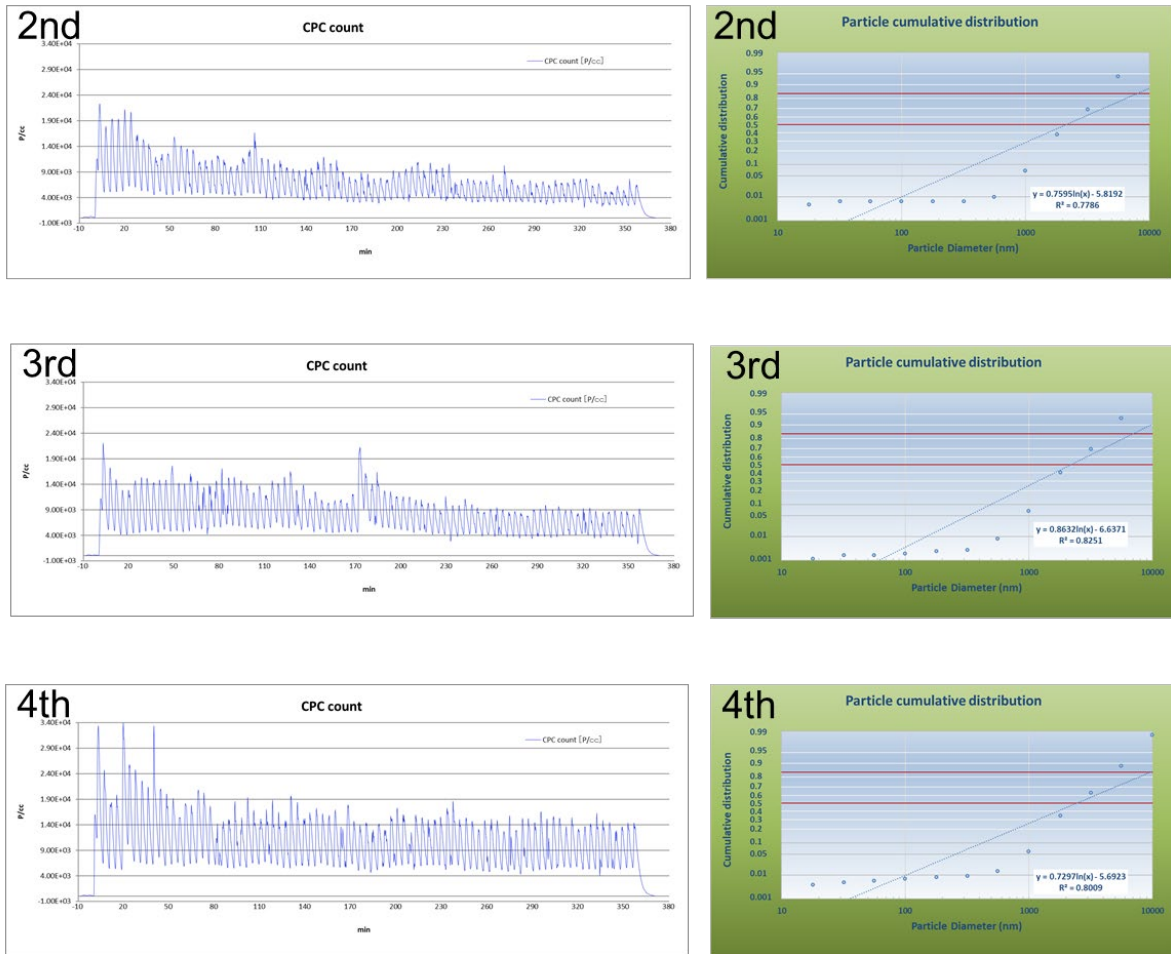 2nd
CPC count
3.40E+04
2.90E+04
2.40E+04
1.90E+04
1.40E+04
9.00E+03
4.00E+03
-1.00E+03
P/cc
CPC count [P/cc]
-10 20 50 80 110 140 170 200 230 260 290 320 350 380
min
2nd
Particle cumulative distribution
0.99
0.95
0.9
0.8
0.7
0.6
0.5
0.4
0.3
0.2
0.1
0.05
0.01
0.001
Cumulative distribution
y = 0.7595ln(x) - 5.8192
R² = 0.7786
10 100 1000 10000
Particle Diameter (nm)
3rd
CPC count
3.40E+04
2.90E+04
2.40E+04
1.90E+04
1.40E+04
9.00E+03
4.00E+03
-1.00E+03
P/cc
CPC count [P/cc]
-10 20 50 80 110 140 170 200 230 260 290 320 350 380
min
3rd
Particle cumulative distribution
0.99
0.95
0.9
0.8
0.7
0.6
0.5
0.4
0.3
0.2
0.1
0.05
0.01
0.001
Cumulative distribution
y = 0.8632ln(x) - 6.6371
R² = 0.8251
10 100 1000 10000
Particle Diameter (nm)
4th
CPC count
3.40E+04
2.90E+04
2.40E+04
1.90E+04
1.40E+04
9.00E+03
4.00E+03
-1.00E+03
P/cc
CPC count [P/cc]
-10 20 50 80 110 140 170 200 230 260 290 320 350 380
min
4th
Particle cumulative distribution
0.99
0.95
0.9
0.8
0.7
0.6
0.5
0.4
0.3
0.2
0.1
0.05
0.01
0.001
Cumulative distribution
y = 0.7297ln(x) - 5.6923
R² = 0.8009
10 100 1000 10000
Particle Diameter (nm)